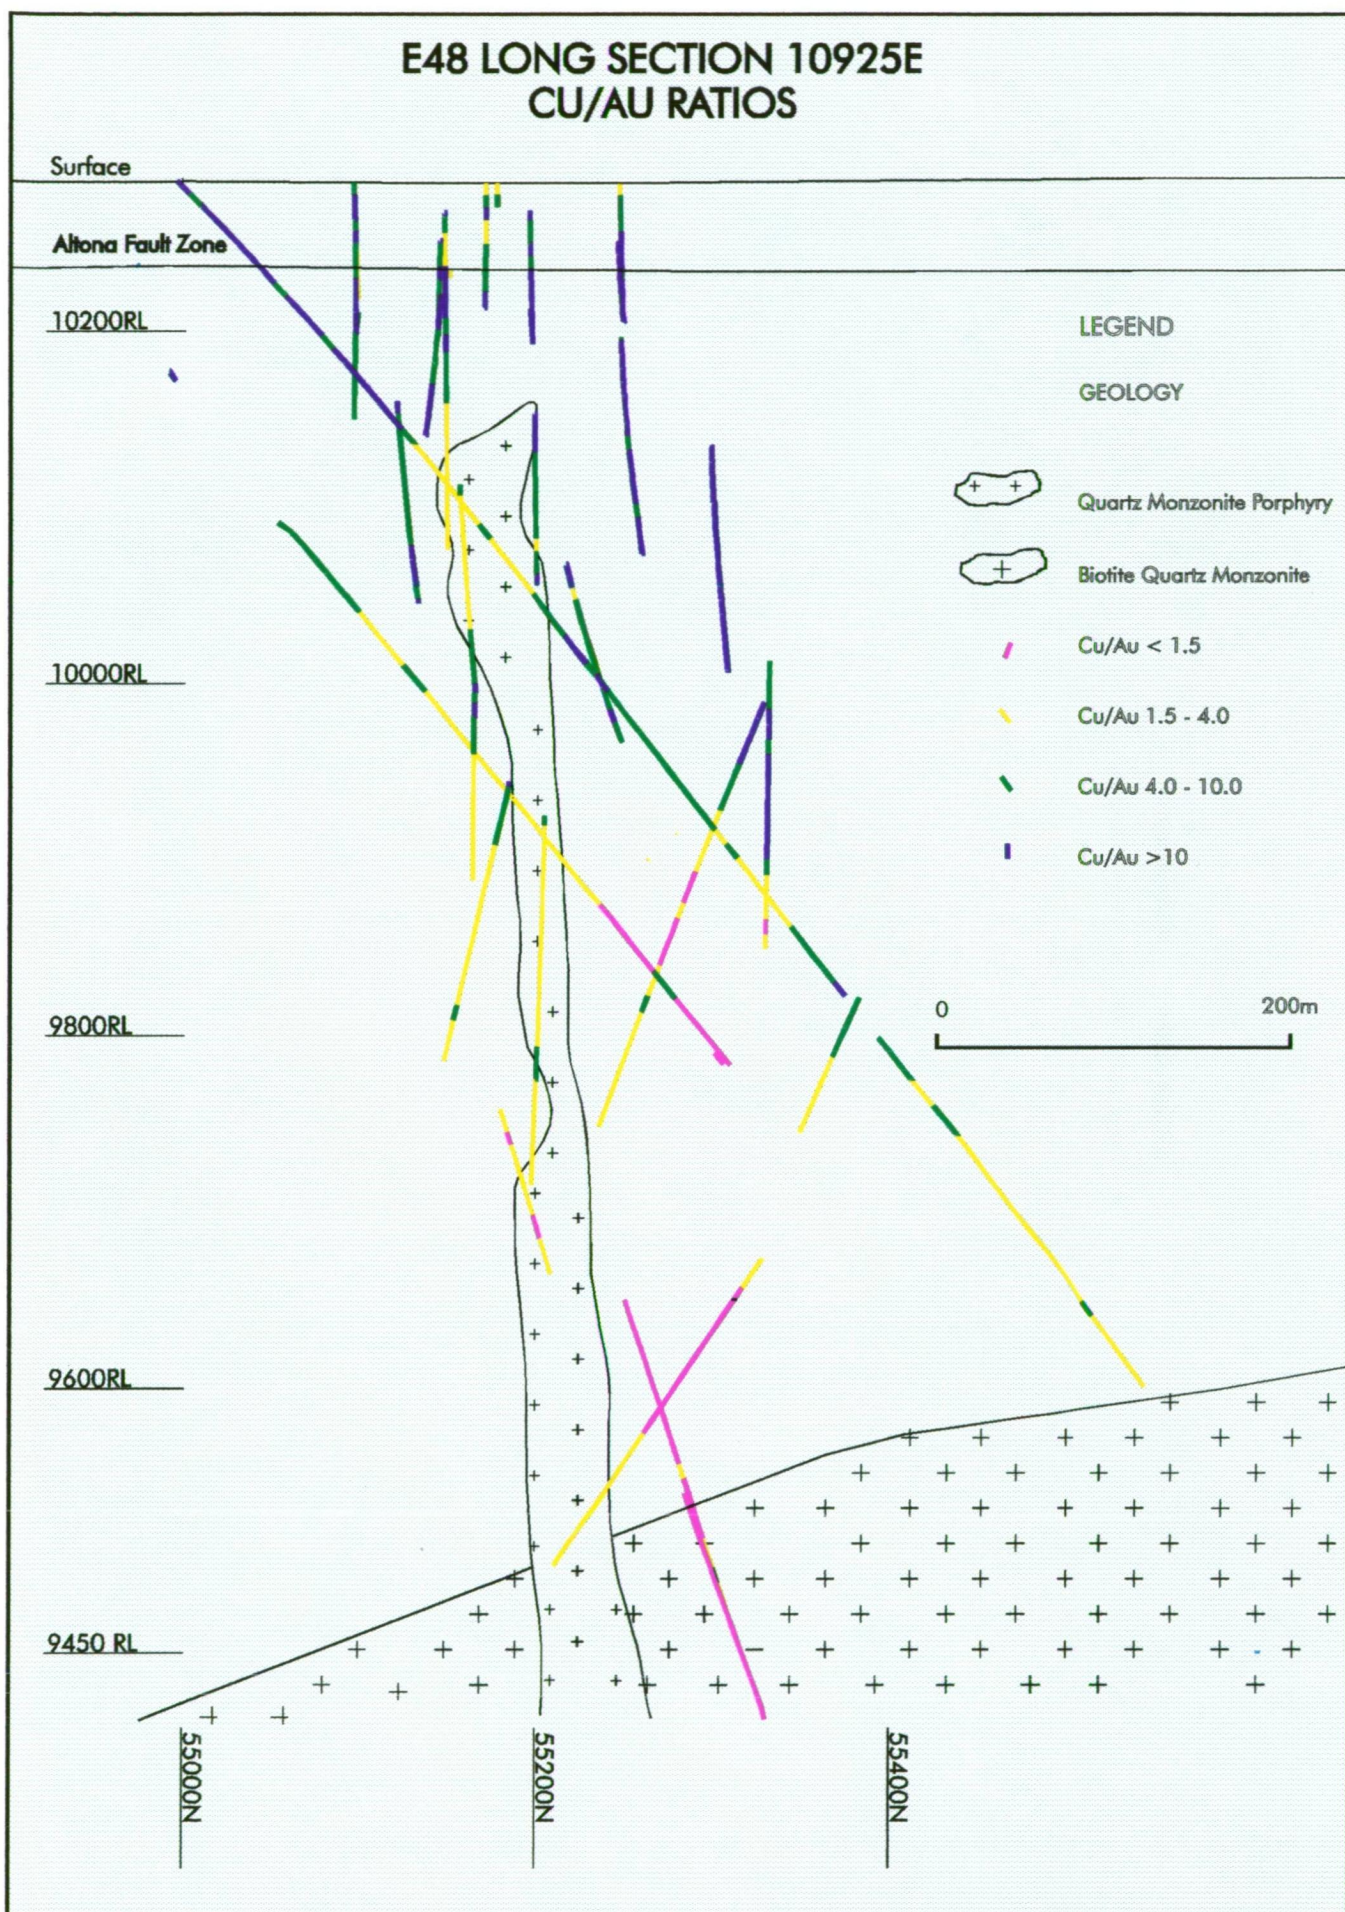 E48 LONG SECTION 10925E
CU/AU RATIOS
Surface
Altona Fault Zone
10200RL
LEGEND
GEOLOGY
Quartz Monzonite Porphyry
Biotite Quartz Monzonite
Cu/Au < 1.5
10000RL
Cu/Au 1.5 - 4.0
Cu/Au 4.0 - 10.0
Cu/Au >10
0 200m
9800RL
9600RL
9450 RL
55000N
55200N
55400N